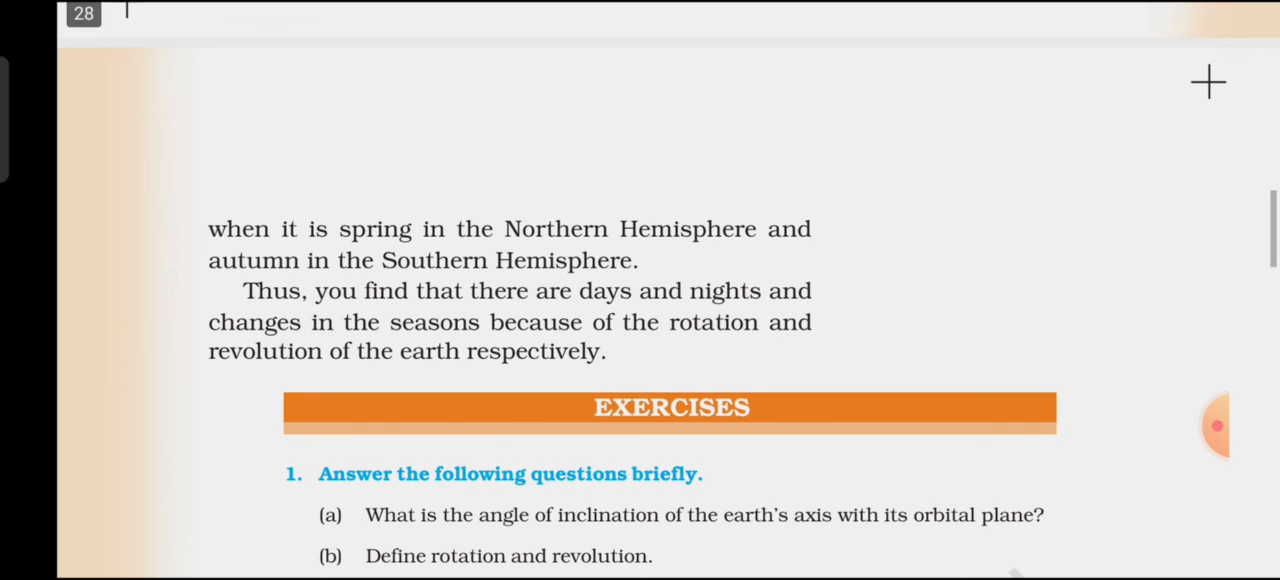 28
when it is spring in the Northern Hemisphere and
autumn in the Southern Hemisphere.
Thus, you find that there are days and nights and
changes in the seasons because of the rotation and
revolution of the earth respectively.
EXERCISES
1. Answer the following questions briefly.
(a) What is the angle of inclination of the earth’s axis with its orbital plane?
(b) Define rotation and revolution.